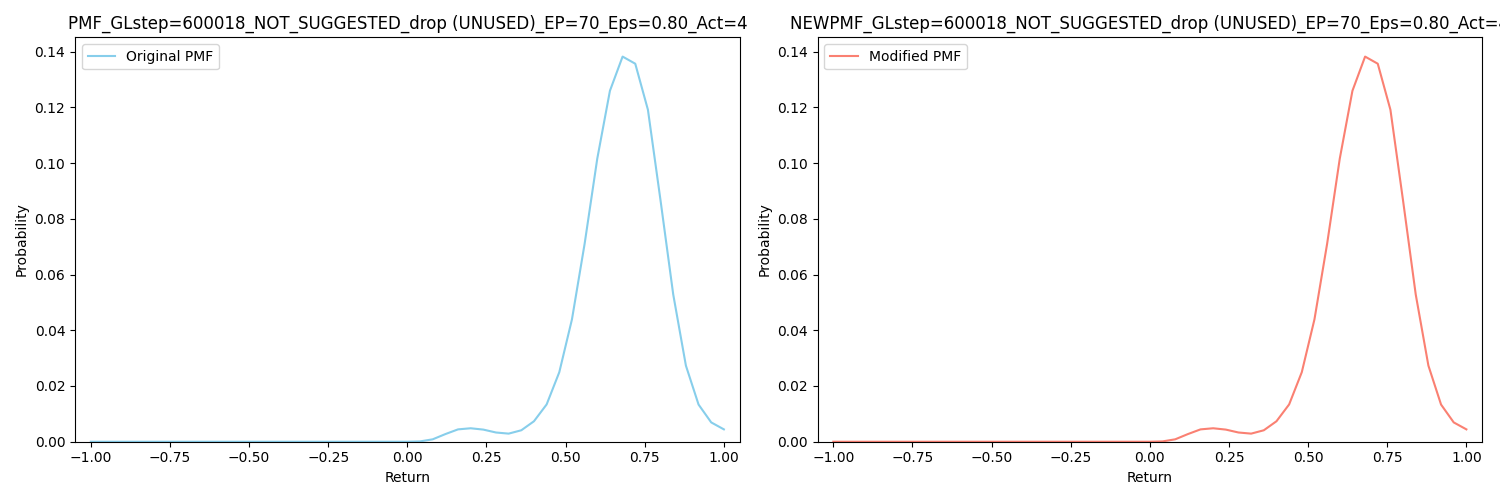 PMF_GLstep=600018_NOT_SUGGESTED_drop (UNUSED)_EP=70_Eps=0.80_Act=4
Original PMF
0.14
0.12
0.10
0.08
0.06
0.04
0.02
0.00
Probability
−1.00 −0.75 −0.50 −0.25 0.00 0.25 0.50 0.75 1.00
Return
NEWPMF_GLstep=600018_NOT_SUGGESTED_drop (UNUSED)_EP=70_Eps=0.80_Act=
Modified PMF
0.14
0.12
0.10
0.08
0.06
0.04
0.02
0.00
Probability
−1.00 −0.75 −0.50 −0.25 0.00 0.25 0.50 0.75 1.00
Return